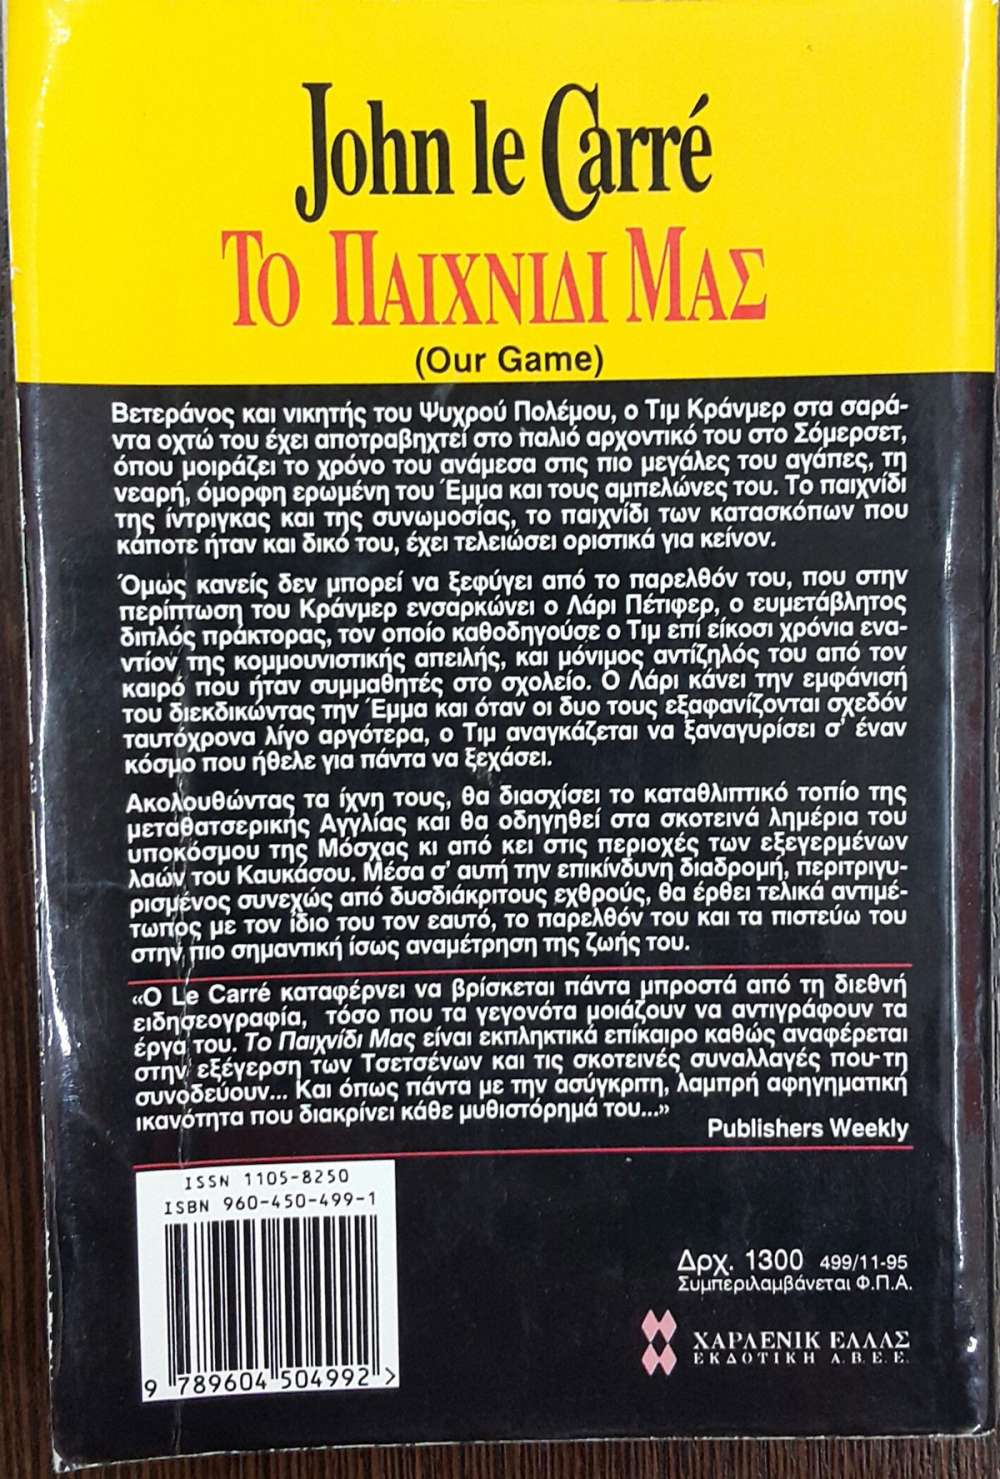 John le Carré
ΤΟ ΠΑΙΧΝΙΔΙ ΜΑΣ
(Our Game)
Βετεράνος και νικητής του Ψυχρού Πολέμου, ο Τιμ Κράνμερ στα σαρά-
ντα οχτώ του έχει αποτραβηχτεί στο παλιό αρχοντικό του στο Σόμερσετ,
όπου μοιράζει το χρόνο του ανάμεσα στις πιο μεγάλες του αγάπες, τη
νεαρή, όμορφη ερωμένη του Έμμα και τους αμπελώνες του. Το παιχνίδι
της ίντριγκας και της συνωμοσίας, το παιχνίδι των κατασκόπων που
κάποτε ήταν και δικό του, έχει τελειώσει οριστικά για κείνον.
Όμως κανείς δεν μπορεί να ξεφύγει από το παρελθόν του, που στην
περίπτωση του Κράνμερ ενσαρκώνει ο Λάρι Πέτιφερ, ο ευμετάβλητος
διπλός πράκτορας, τον οποίο καθοδηγούσε ο Τιμ επί είκοσι χρόνια ενα-
ντίον της κομμουνιστικής απειλής, και μόνιμος αντίζηλός του από τον
καιρό που ήταν συμμαθητές στο σχολείο. Ο Λάρι κάνει την εμφάνισή
του διεκδικώντας την Έμμα και όταν οι δυο τους εξαφανίζονται σχεδόν
ταυτόχρονα λίγο αργότερα, ο Τιμ αναγκάζεται να ξαναγυρίσει σ' έναν
κόσμο που ήθελε για πάντα να ξεχάσει.
Ακολουθώντας τα ίχνη τους, θα διασχίσει το καταθλιπτικό τοπίο της
μεταθατσερικής Αγγλίας και θα οδηγηθεί στα σκοτεινά λημέρια του
υποκόσμου της Μόσχας κι από κει στις περιοχές των εξεγερμένων
λαών του Καυκάσου. Μέσα σ' αυτή την επικίνδυνη διαδρομή, περιτριγυ-
ρισμένος συνεχώς από δυσδιάκριτους εχθρούς, θα έρθει τελικά αντιμέ-
τωπος με τον ίδιο του τον εαυτό, το παρελθόν του και τα πιστεύω του
στην πιο σημαντική ίσως αναμέτρηση της ζωής του.
«Ο Le Carré καταφέρνει να βρίσκεται πάντα μπροστά από τη διεθνή
ειδησεογραφία, τόσο που τα γεγονότα μοιάζουν να αντιγράφουν τα
έργα του. Το Παιχνίδι Μας είναι εκπληκτικά επίκαιρο καθώς αναφέρεται
στην εξέγερση των Τσετσένων και τις σκοτεινές συναλλαγές που τη
συνοδεύουν... Και όπως πάντα με την ασύγκριτη, λαμπρή αφηγηματική
ικανότητα που διακρίνει κάθε μυθιστόρημά του...»
Publishers Weekly
ISSN 1105-8250
ISBN 960-450-499-1
9 789604 504992 >
Δρχ. 1300 499/11-95
Συμπεριλαμβάνεται Φ.Π.Α.
ΧΑΡΛΕΝΙΚ ΕΛΛΑΣ
ΕΚΔΟΤΙΚΗ Α.Β.Ε.Ε.